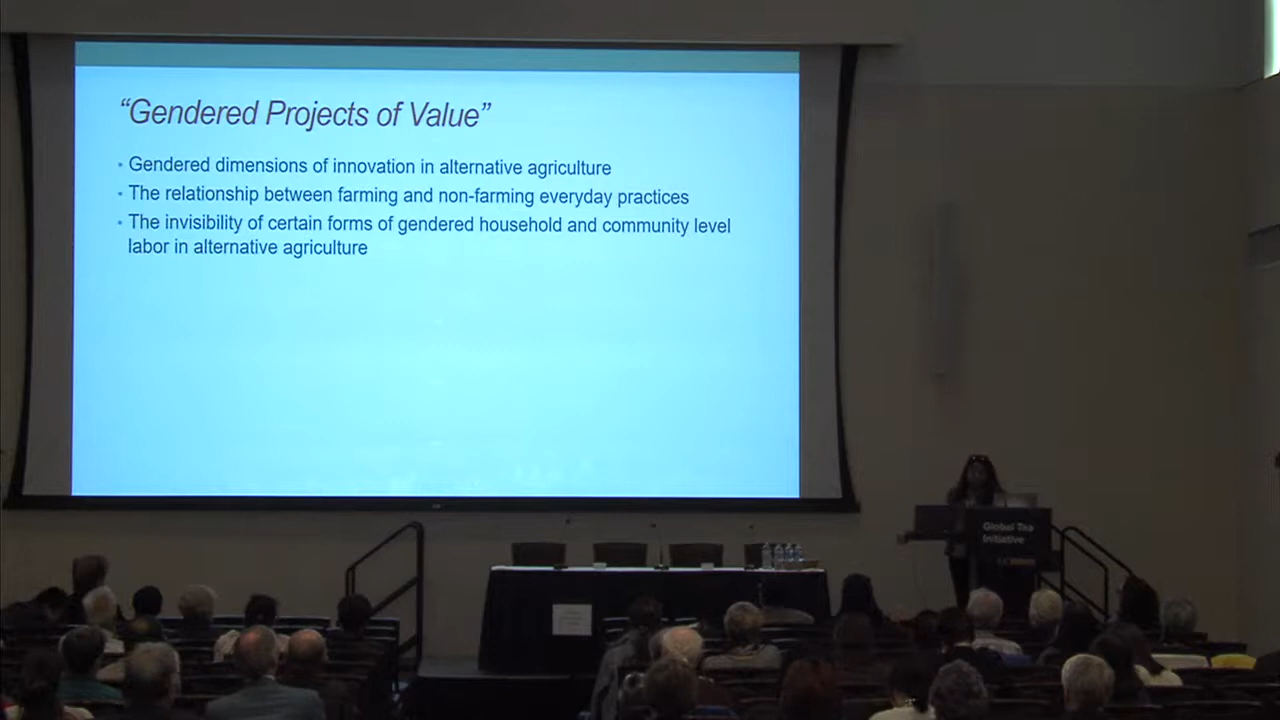 “Gendered Projects of Value”
· Gendered dimensions of innovation in alternative agriculture
· The relationship between farming and non-farming everyday practices
· The invisibility of certain forms of gendered household and community level
labor in alternative agriculture
Global Tea
Initiative